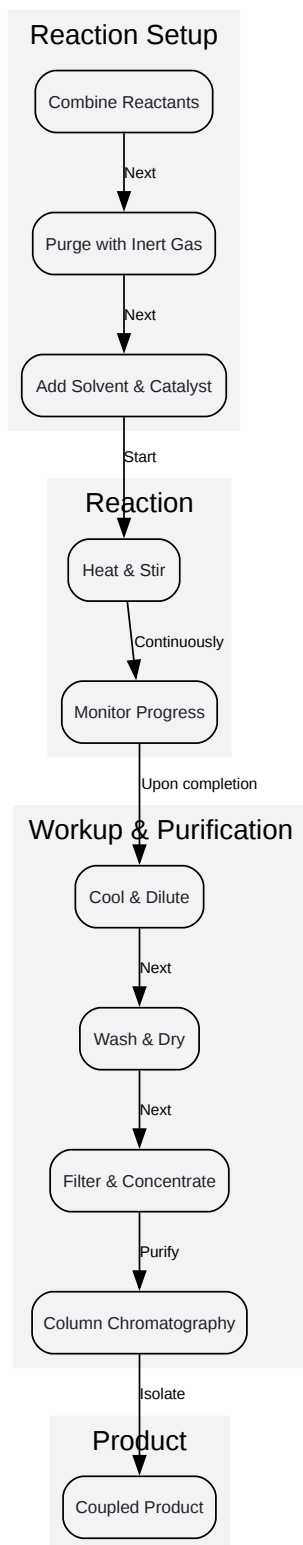 Reaction Setup
Combine Reactants
Next
Purge with Inert Gas
Next
Add Solvent & Catalyst
Start
Reaction
Heat & Stir
Continuously
Monitor Progress
Upon completion
Workup & Purification
Cool & Dilute
Next
Wash & Dry
Next
Filter & Concentrate
Purify
Column Chromatography
Isolate
Product
Coupled Product